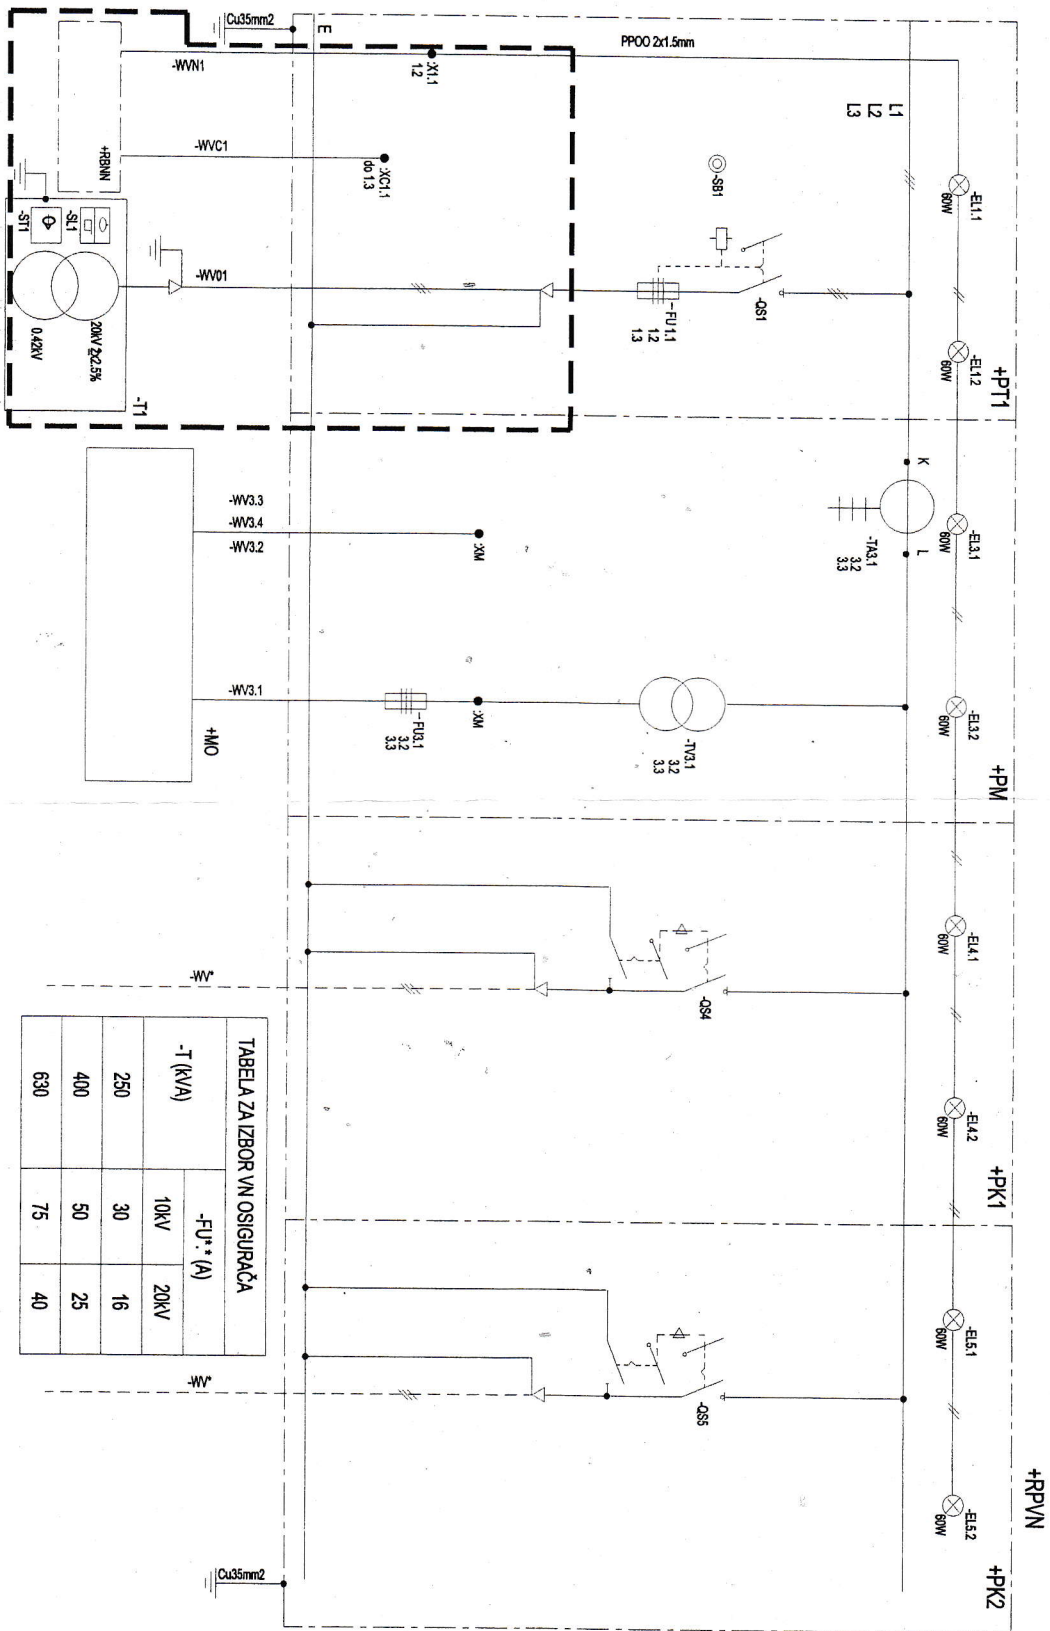 +RPVN
+PT1
+PM
+PK1
+PK2
-EL1.1
60W
-EL1.2
60W
-EL3.1
60W
-EL3.2
60W
-EL4.1
60W
-EL4.2
60W
-EL5.1
60W
-EL5.2
60W
L1
L2
L3
PPOO 2x1.5mm
K
L
-TA3.1
3.2
3.3
-SB1
-QS1
-FU1.1
1.2
1.3
-TV3.1
3.2
3.3
-QS4
-QS5
:X1.1
1.2
:XC1.1
do 1.3
:XM
:XM
-FU3.1
3.2
3.3
E
Cu35mm2
Cu35mm2
-WVN1
-WVC1
-WV01
-WV3.3
-WV3.4
-WV3.2
-WV3.1
-WV*
-WV*
+RBNN
-SL1
-ST1
20kV 2x2.5%
0.42kV
-T1
+MO
TABELA ZA IZBOR VN OSIGURAČA
-T (kVA)
-FU*.* (A)
10kV 20kV
250 30 16
400 50 25
630 75 40